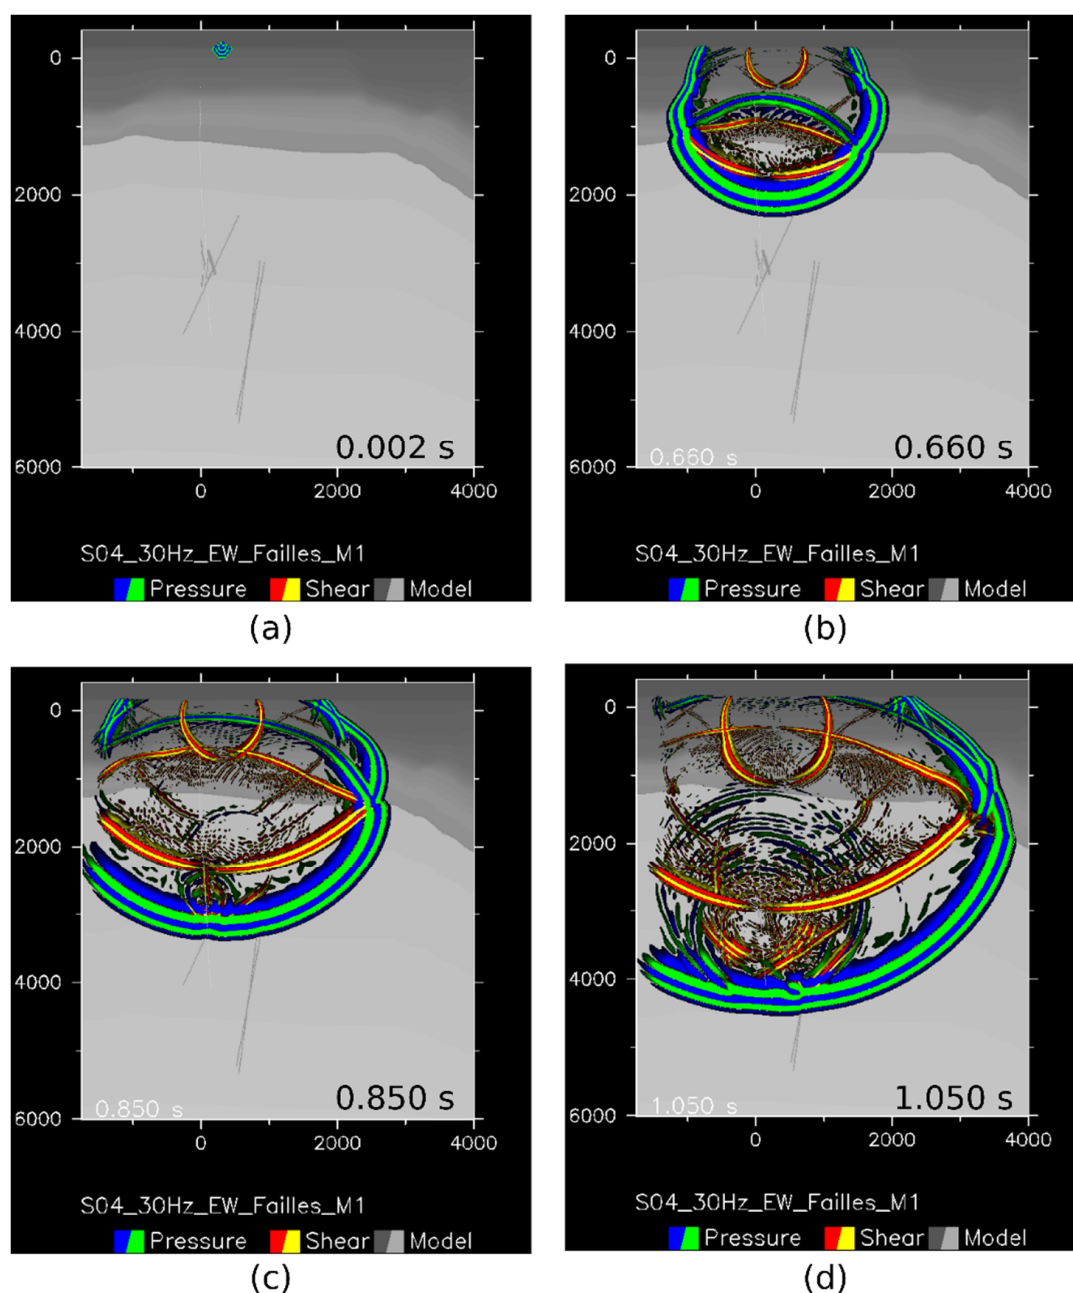 0
2000
4000
6000
0.002 s
0 2000 4000
S04_30Hz_EW_Failles_M1
Pressure Shear Model
(a)
0
2000
4000
6000
0.660 s 0.660 s
0 2000 4000
S04_30Hz_EW_Failles_M1
Pressure Shear Model
(b)
0
2000
4000
6000
0.850 s 0.850 s
0 2000 4000
S04_30Hz_EW_Failles_M1
Pressure Shear Model
(c)
0
2000
4000
6000
1.050 s 1.050 s
0 2000 4000
S04_30Hz_EW_Failles_M1
Pressure Shear Model
(d)